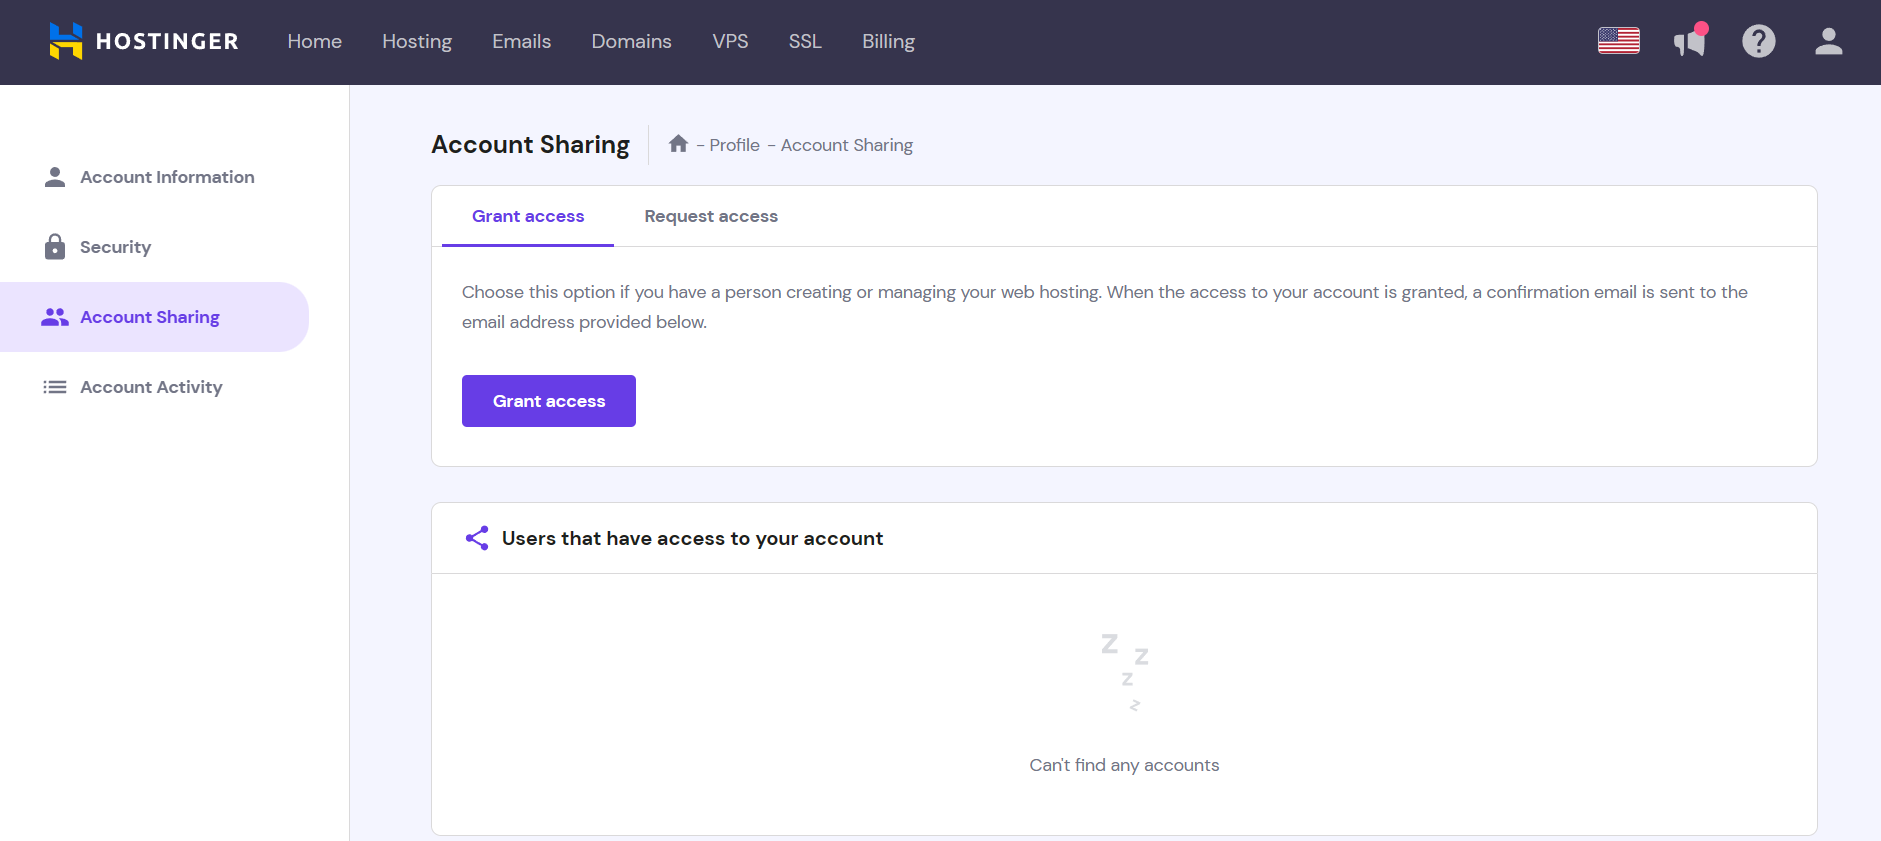 HOSTINGER Home Hosting Emails Domains VPS SSL Billing
Account Information
Security
Account Sharing
Account Activity
Account Sharing - Profile - Account Sharing
Grant access Request access
Choose this option if you have a person creating or managing your web hosting. When the access to your account is granted, a confirmation email is sent to the
email address provided below.
Grant access
Users that have access to your account
Z
Z
Z
Z
Can't find any accounts